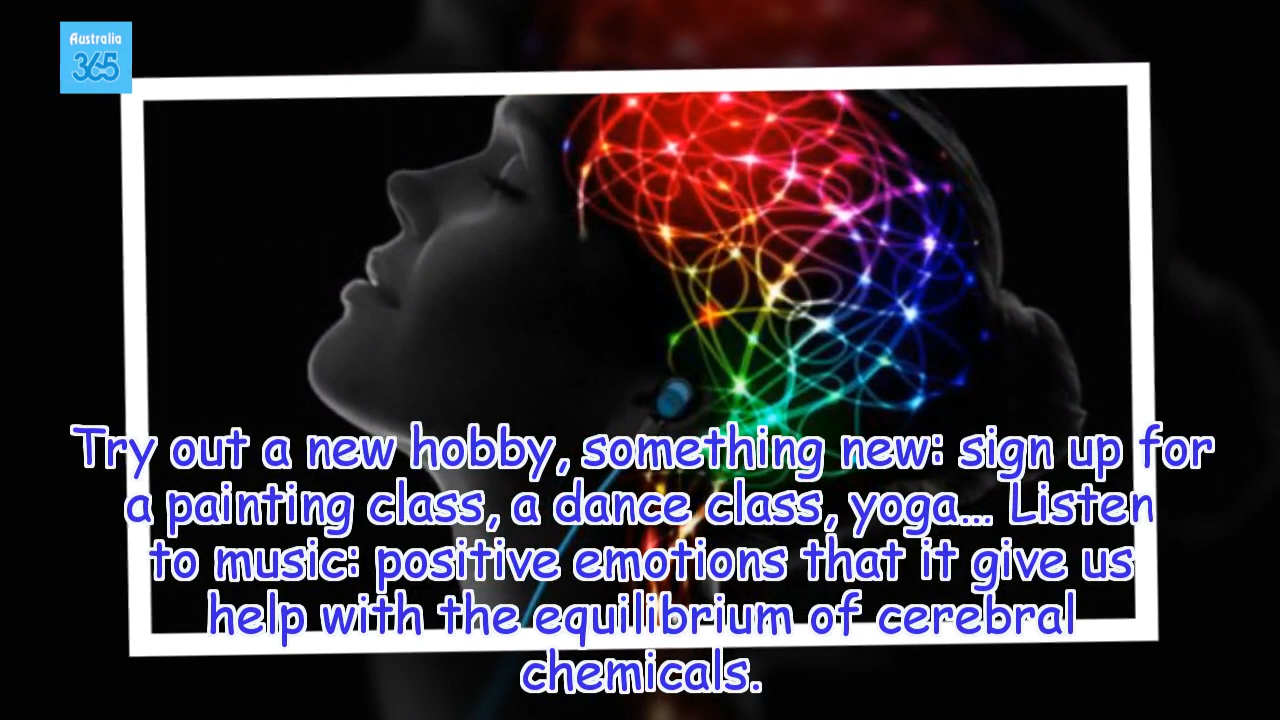 Australia
365
Try out a new hobby, something new: sign up for
a painting class, a dance class, yoga... Listen
to music: positive emotions that it give us
help with the equilibrium of cerebral
chemicals.